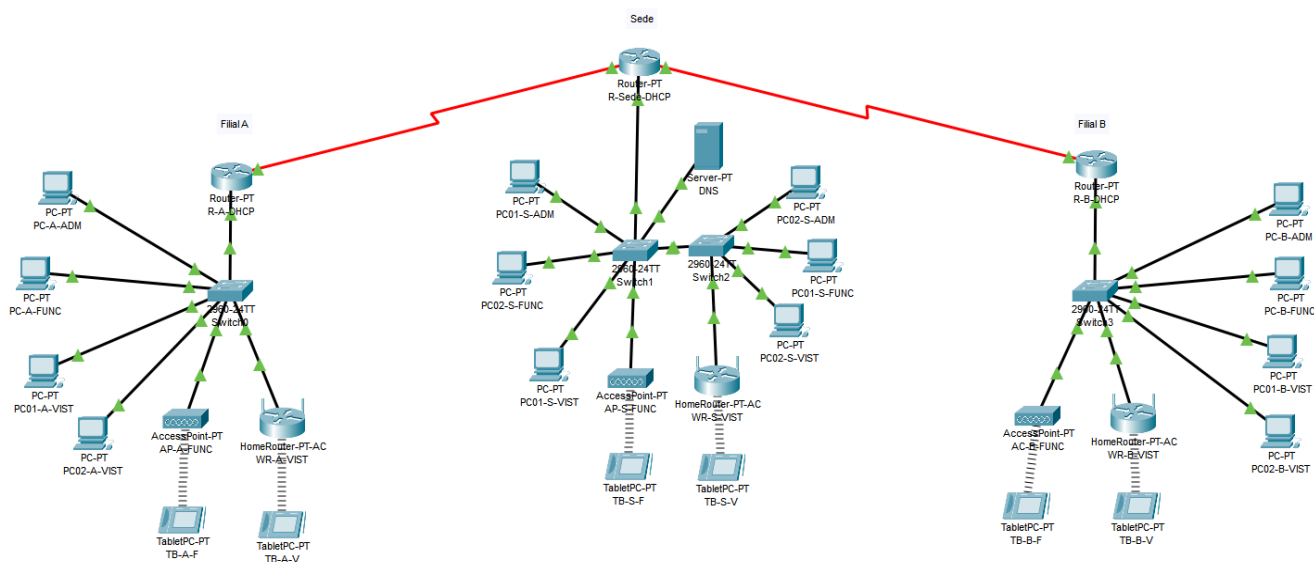 Sede
Router-PT
R-Sede-DHCP
Filial A
Router-PT
R-A-DHCP
PC-PT
PC-A-ADM
PC-PT
PC-A-FUNC
2960-24TT
Switch0
PC-PT
PC01-A-VIST
PC-PT
PC02-A-VIST
AccessPoint-PT
AP-A-FUNC
HomeRouter-PT-AC
WR-A-VIST
TabletPC-PT
TB-A-F
TabletPC-PT
TB-A-V
Server-PT
DNS
PC-PT
PC01-S-ADM
PC-PT
PC02-S-ADM
2960-24TT
Switch1
2960-24TT
Switch2
PC-PT
PC02-S-FUNC
PC-PT
PC01-S-FUNC
PC-PT
PC02-S-VIST
PC-PT
PC01-S-VIST
AccessPoint-PT
AP-S-FUNC
HomeRouter-PT-AC
WR-S-VIST
TabletPC-PT
TB-S-F
TabletPC-PT
TB-S-V
Filial B
Router-PT
R-B-DHCP
PC-PT
PC-B-ADM
PC-PT
PC-B-FUNC
2960-24TT
Switch3
PC-PT
PC01-B-VIST
PC-PT
PC02-B-VIST
AccessPoint-PT
AC-B-FUNC
HomeRouter-PT-AC
WR-B-VIST
TabletPC-PT
TB-B-F
TabletPC-PT
TB-B-V